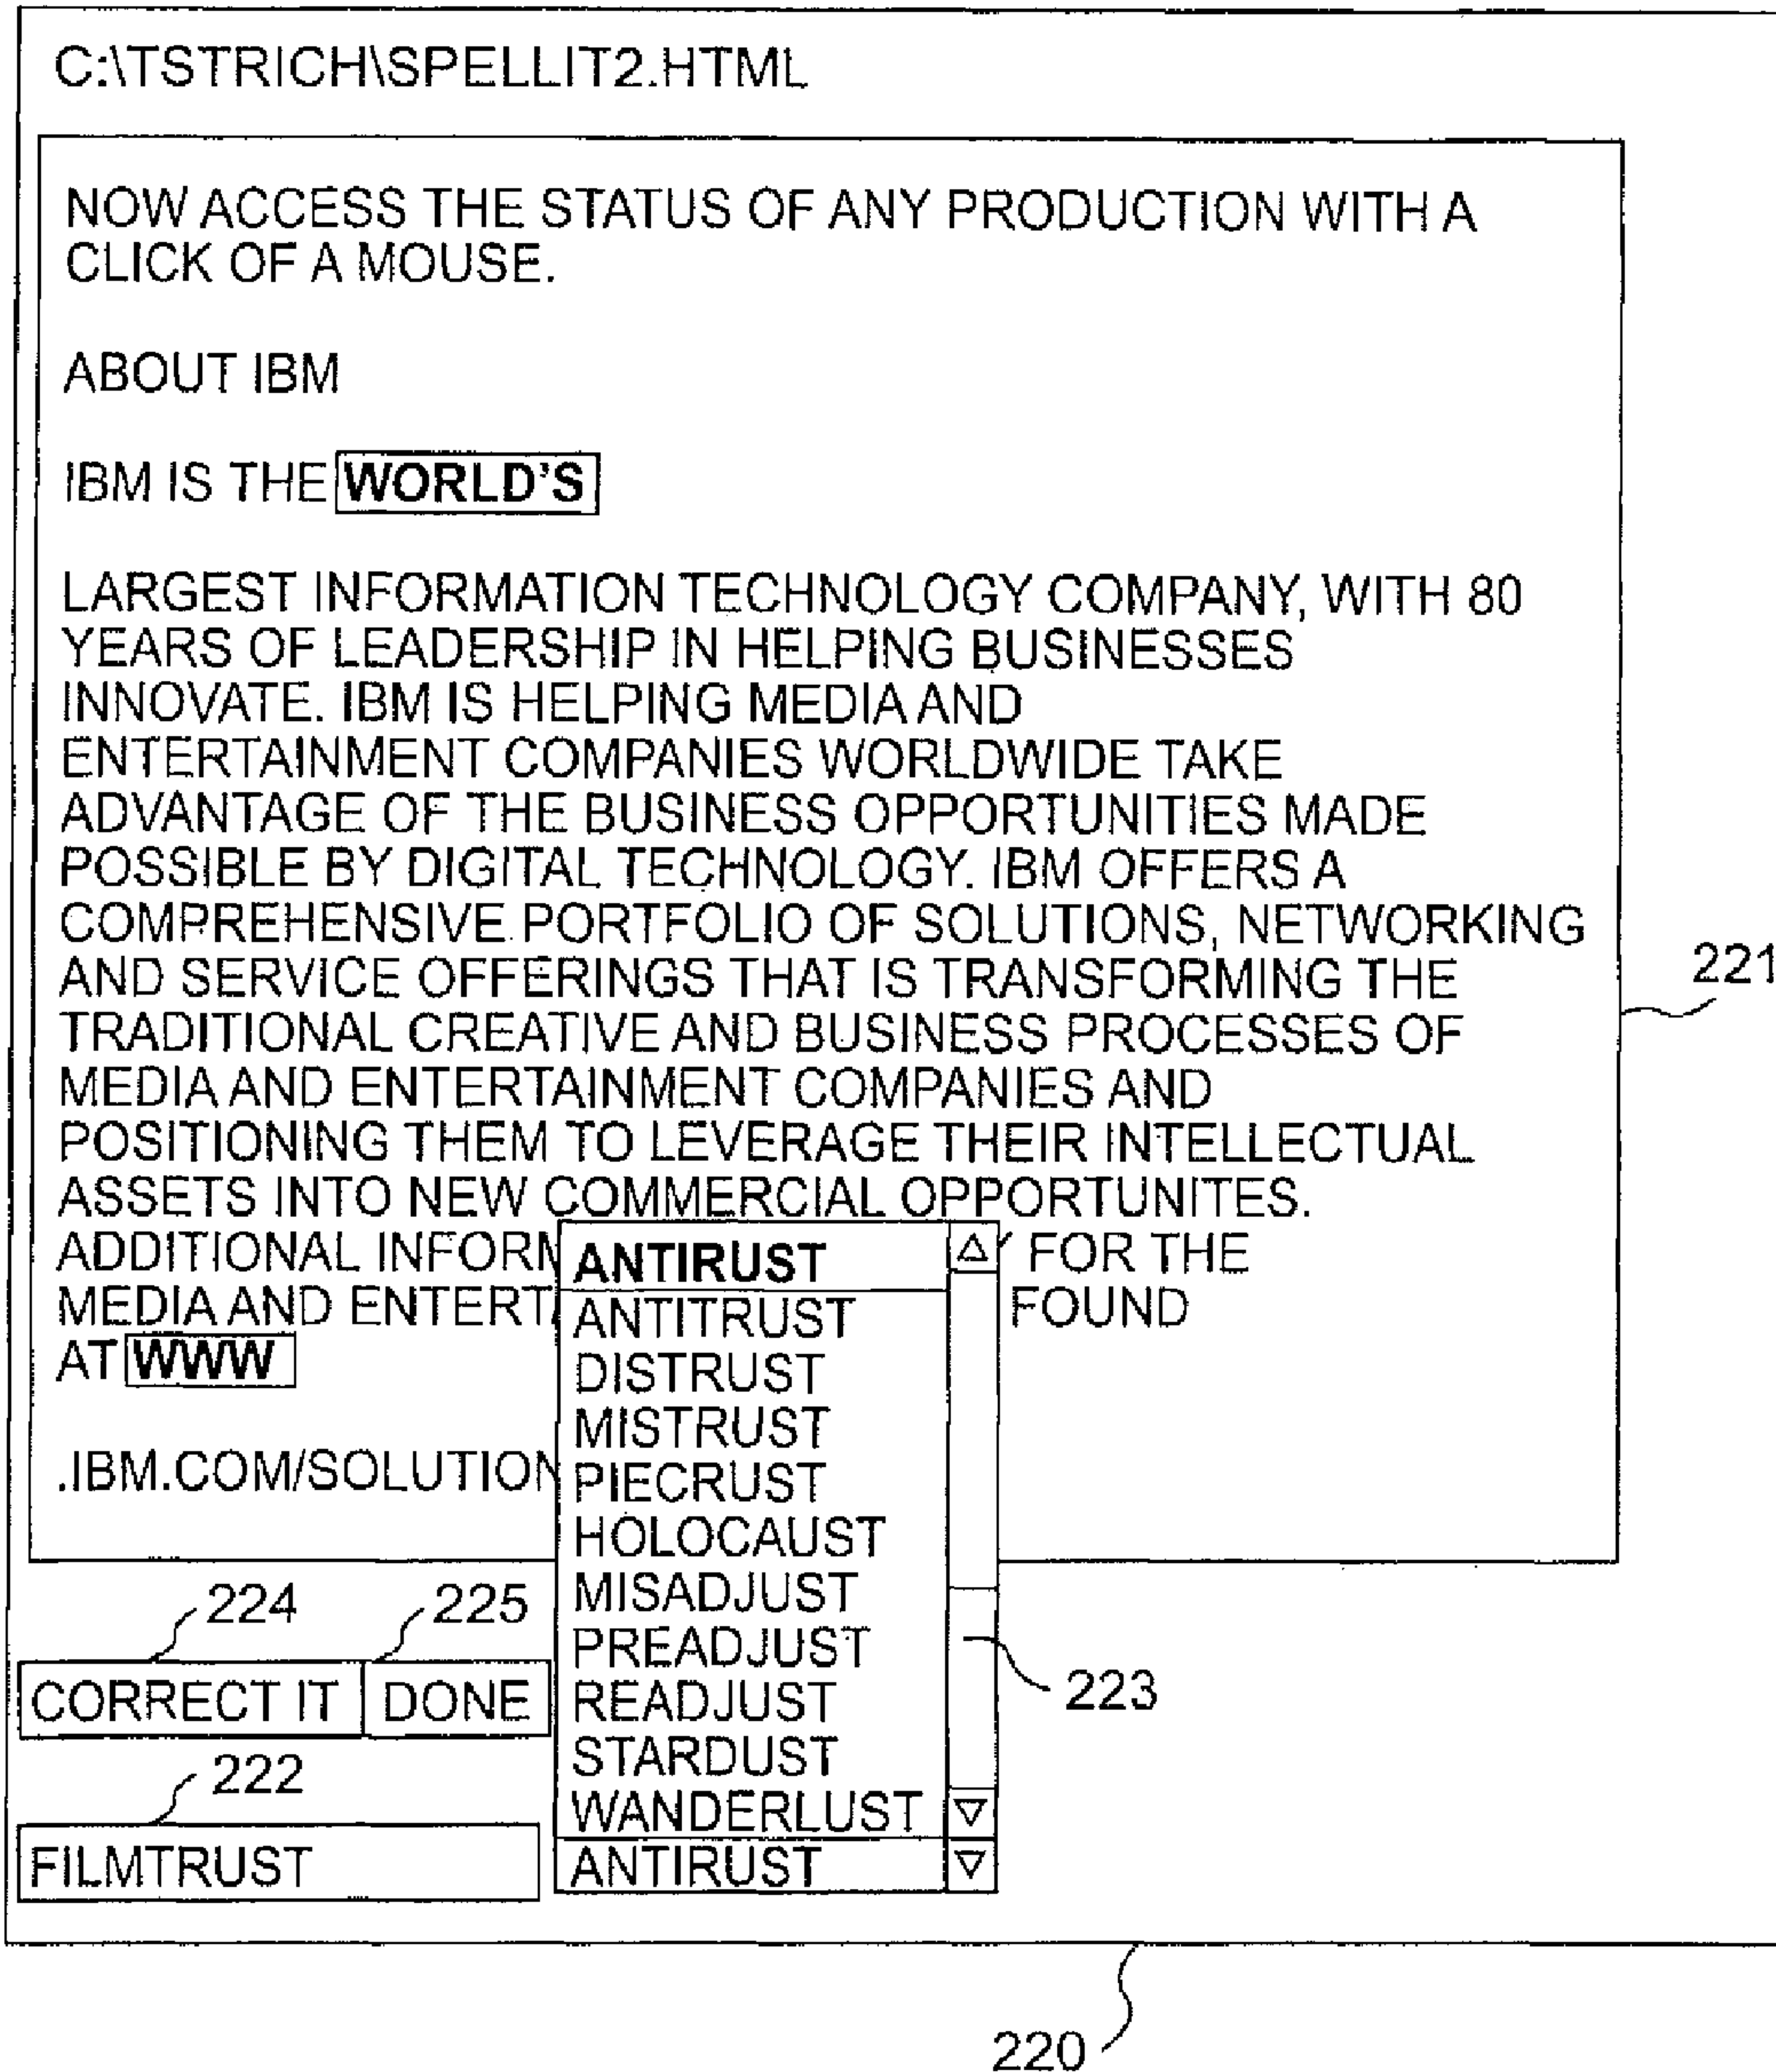 C:\TSTRICH\SPELLIT2.HTML
NOW ACCESS THE STATUS OF ANY PRODUCTION WITH A
CLICK OF A MOUSE.
ABOUT IBM
IBM IS THE WORLD'S
LARGEST INFORMATION TECHNOLOGY COMPANY, WITH 80
YEARS OF LEADERSHIP IN HELPING BUSINESSES
INNOVATE. IBM IS HELPING MEDIA AND
ENTERTAINMENT COMPANIES WORLDWIDE TAKE
ADVANTAGE OF THE BUSINESS OPPORTUNITIES MADE
POSSIBLE BY DIGITAL TECHNOLOGY. IBM OFFERS A
COMPREHENSIVE PORTFOLIO OF SOLUTIONS, NETWORKING
AND SERVICE OFFERINGS THAT IS TRANSFORMING THE
TRADITIONAL CREATIVE AND BUSINESS PROCESSES OF
MEDIA AND ENTERTAINMENT COMPANIES AND
POSITIONING THEM TO LEVERAGE THEIR INTELLECTUAL
ASSETS INTO NEW COMMERCIAL OPPORTUNITES.
ADDITIONAL INFORM FOR THE
MEDIA AND ENTERTA FOUND
AT WWW
.IBM.COM/SOLUTION
221
ANTIRUST
ANTITRUST
DISTRUST
MISTRUST
PIECRUST
HOLOCAUST
MISADJUST
PREADJUST
READJUST
STARDUST
WANDERLUST
ANTIRUST
223
224
225
CORRECT IT
DONE
222
FILMTRUST
220